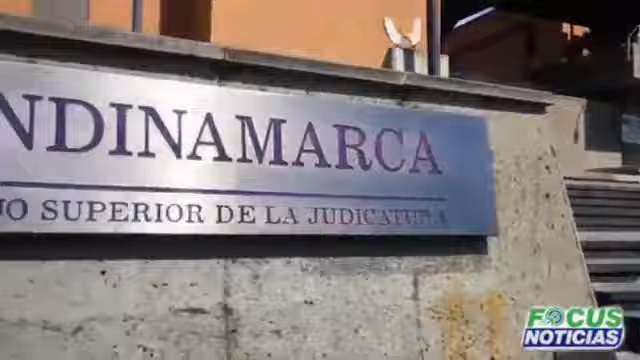 NDINAMARCA
JO SUPERIOR DE LA JUDICATURA
FOCUS
NOTICIAS